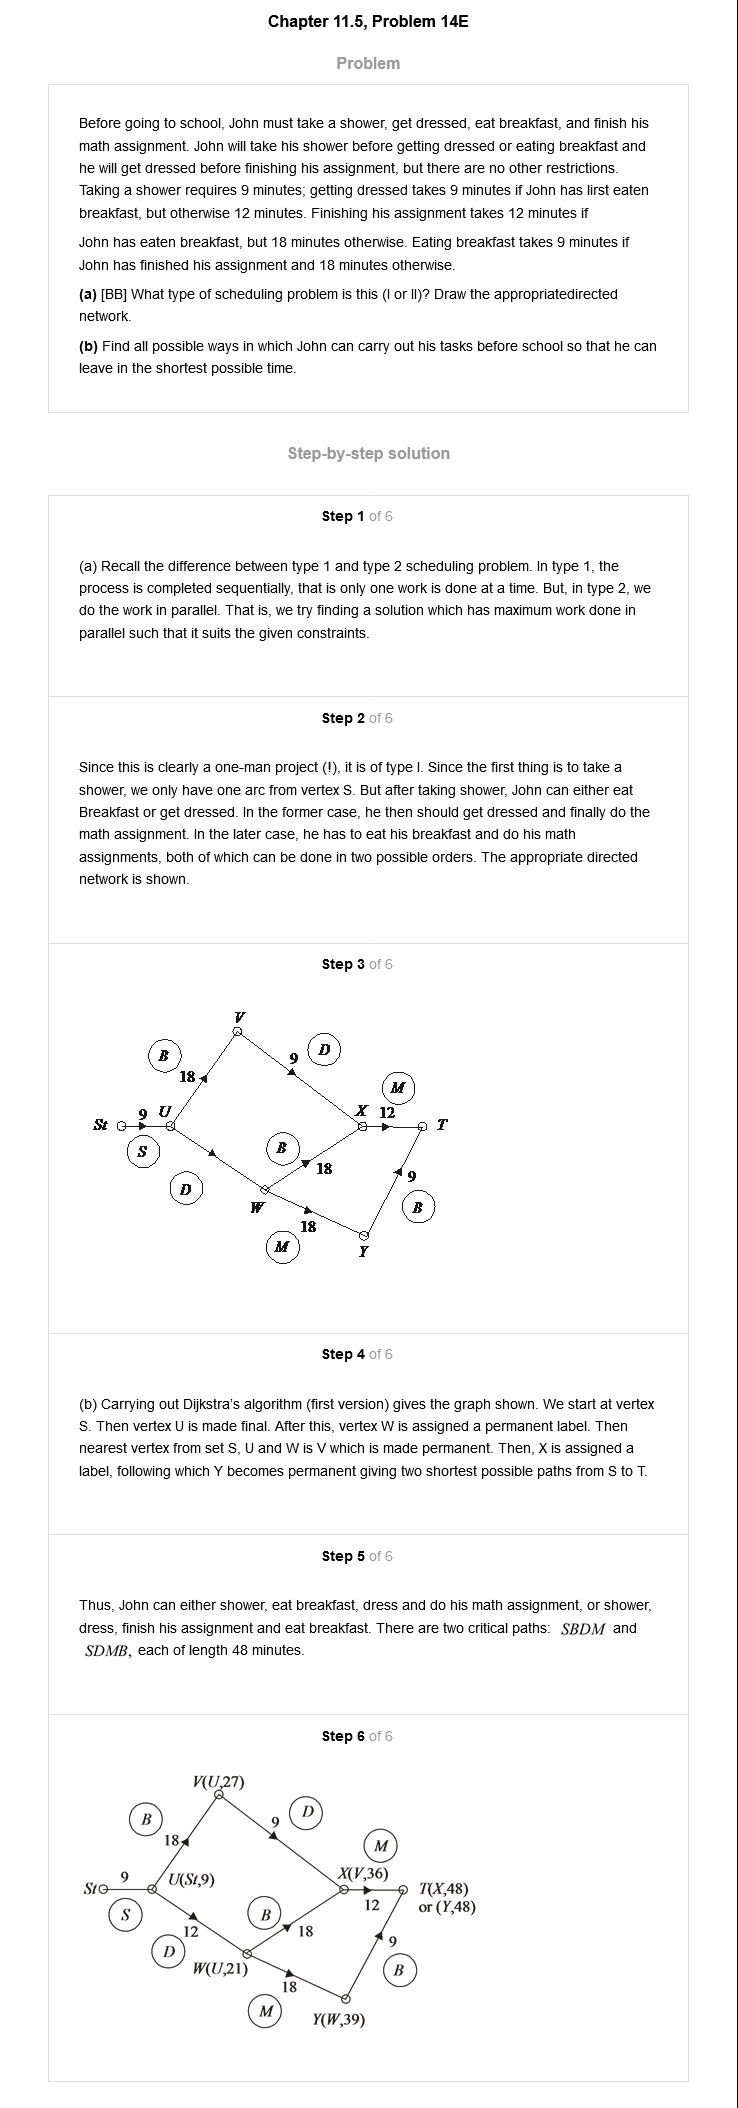 Chapter 11.5, Problem 14E
Problem
Before going to school, John must take a shower, get dressed, eat breakfast, and finish his
math assignment. John will take his shower before getting dressed or eating breakfast and
he will get dressed before finishing his assignment, but there are no other restrictions.
Taking a shower requires 9 minutes; getting dressed takes 9 minutes if John has lirst eaten
breakfast, but otherwise 12 minutes. Finishing his assignment takes 12 minutes if
John has eaten breakfast, but 18 minutes otherwise. Eating breakfast takes 9 minutes if
John has finished his assignment and 18 minutes otherwise.
(a) [BB] What type of scheduling problem is this (I or II)? Draw the appropriatedirected
network.
(b) Find all possible ways in which John can carry out his tasks before school so that he can
leave in the shortest possible time.
Step-by-step solution
Step 1 of 6
(a) Recall the difference between type 1 and type 2 scheduling problem. In type 1, the
process is completed sequentially, that is only one work is done at a time. But, in type 2, we
do the work in parallel. That is, we try finding a solution which has maximum work done in
parallel such that it suits the given constraints.
Step 2 of 6
Since this is clearly a one-man project (!), it is of type I. Since the first thing is to take a
shower, we only have one arc from vertex S. But after taking shower, John can either eat
Breakfast or get dressed. In the former case, he then should get dressed and finally do the
math assignment. In the later case, he has to eat his breakfast and do his math
assignments, both of which can be done in two possible orders. The appropriate directed
network is shown.
Step 3 of 6
V
B
9
D
18
M
St
9
U
X
12
T
S
B
18
D
W
9
B
18
M
Y
Step 4 of 6
(b) Carrying out Dijkstra's algorithm (first version) gives the graph shown. We start at vertex
S. Then vertex U is made final. After this, vertex W is assigned a permanent label. Then
nearest vertex from set S, U and W is V which is made permanent. Then, X is assigned a
label, following which Y becomes permanent giving two shortest possible paths from S to T.
Step 5 of 6
Thus, John can either shower, eat breakfast, dress and do his math assignment, or shower,
dress, finish his assignment and eat breakfast. There are two critical paths: SBDM and
SDMB, each of length 48 minutes.
Step 6 of 6
V(U,27)
B
9
D
18
M
St
9
U(St,9)
X(V,36)
T(X,48)
or (Y,48)
12
S
B
12
18
D
W(U,21)
9
B
18
M
Y(W,39)